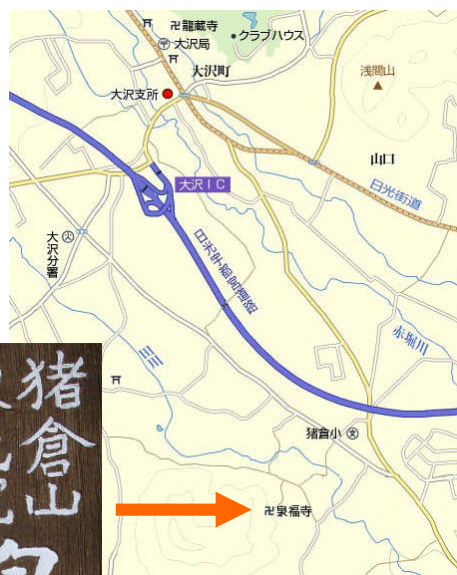 卍龍蔵寺
大沢局
クラブハウス
大沢町
大沢支所
浅間山
山口
大沢IC
日光街道
大沢分署
日光宇都宮道路
赤堀川
猪倉小
卍泉福寺
猪倉山